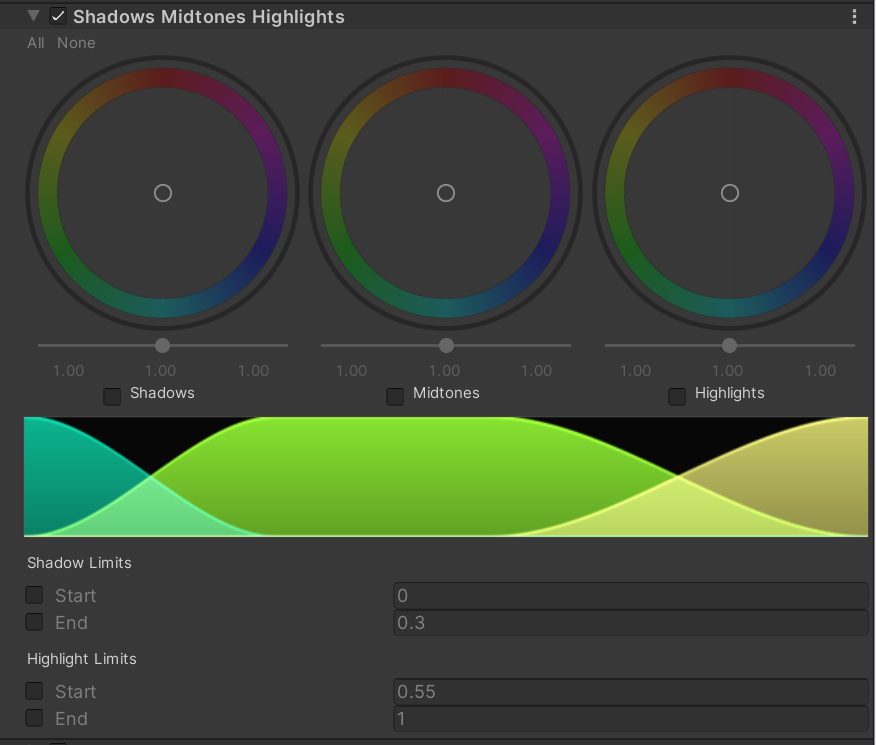 Shadows Midtones Highlights
All None
1.00 1.00 1.00 1.00 1.00 1.00 1.00 1.00 1.00
Shadows Midtones Highlights
Shadow Limits
Start 0
End 0.3
Highlight Limits
Start 0.55
End 1